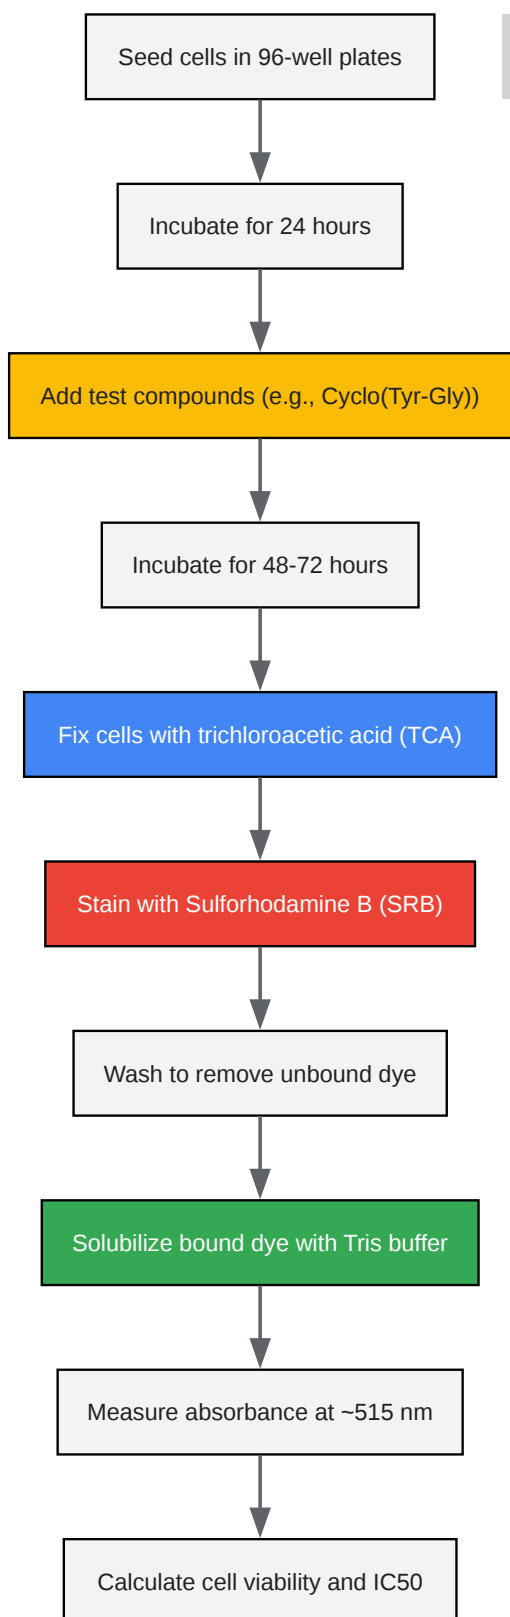 Seed cells in 96-well plates
Incubate for 24 hours
Add test compounds (e.g., Cyclo(Tyr-Gly))
Incubate for 48-72 hours
Fix cells with trichloroacetic acid (TCA)
Stain with Sulforhodamine B (SRB)
Wash to remove unbound dye
Solubilize bound dye with Tris buffer
Measure absorbance at ~515 nm
Calculate cell viability and IC50